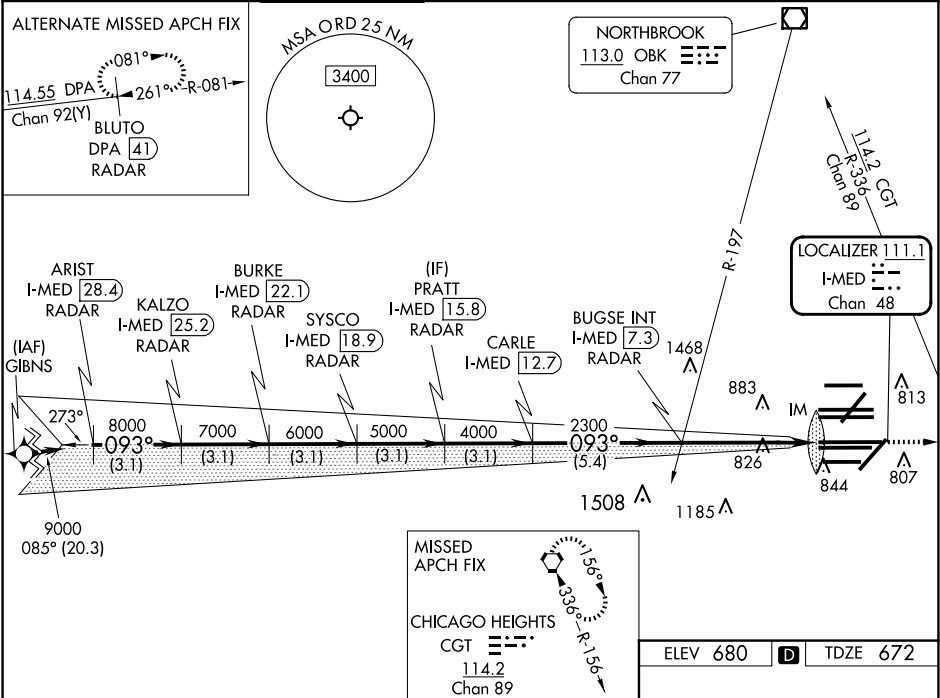 ALTERNATE MISSED APCH FIX
081°
114.55 DPA
261°
R-081
Chan 92(Y)
BLUTO
DPA 41
RADAR
MSA ORD 25 NM
3400
NORTHBROOK
113.0 OBK
Chan 77
114.2 CGT
R-336
Chan 89
R-197
LOCALIZER 111.1
I-MED
Chan 48
(IAF)
GIBNS
ARIST
I-MED 28.4
RADAR
KALZO
I-MED 25.2
RADAR
BURKE
I-MED 22.1
RADAR
SYSCO
I-MED 18.9
RADAR
(IF)
PRATT
I-MED 15.8
RADAR
CARLE
I-MED 12.7
BUGSE INT
I-MED 7.3
RADAR
1468
883
IM
813
273°
8000
7000
6000
5000
4000
2300
093°
093°
(3.1)
(3.1)
(3.1)
(3.1)
(3.1)
(5.4)
826
844
807
9000
085° (20.3)
1508
1185
MISSED
APCH FIX
156°
336°
R-156
CHICAGO HEIGHTS
CGT
114.2
Chan 89
ELEV 680
D
TDZE 672